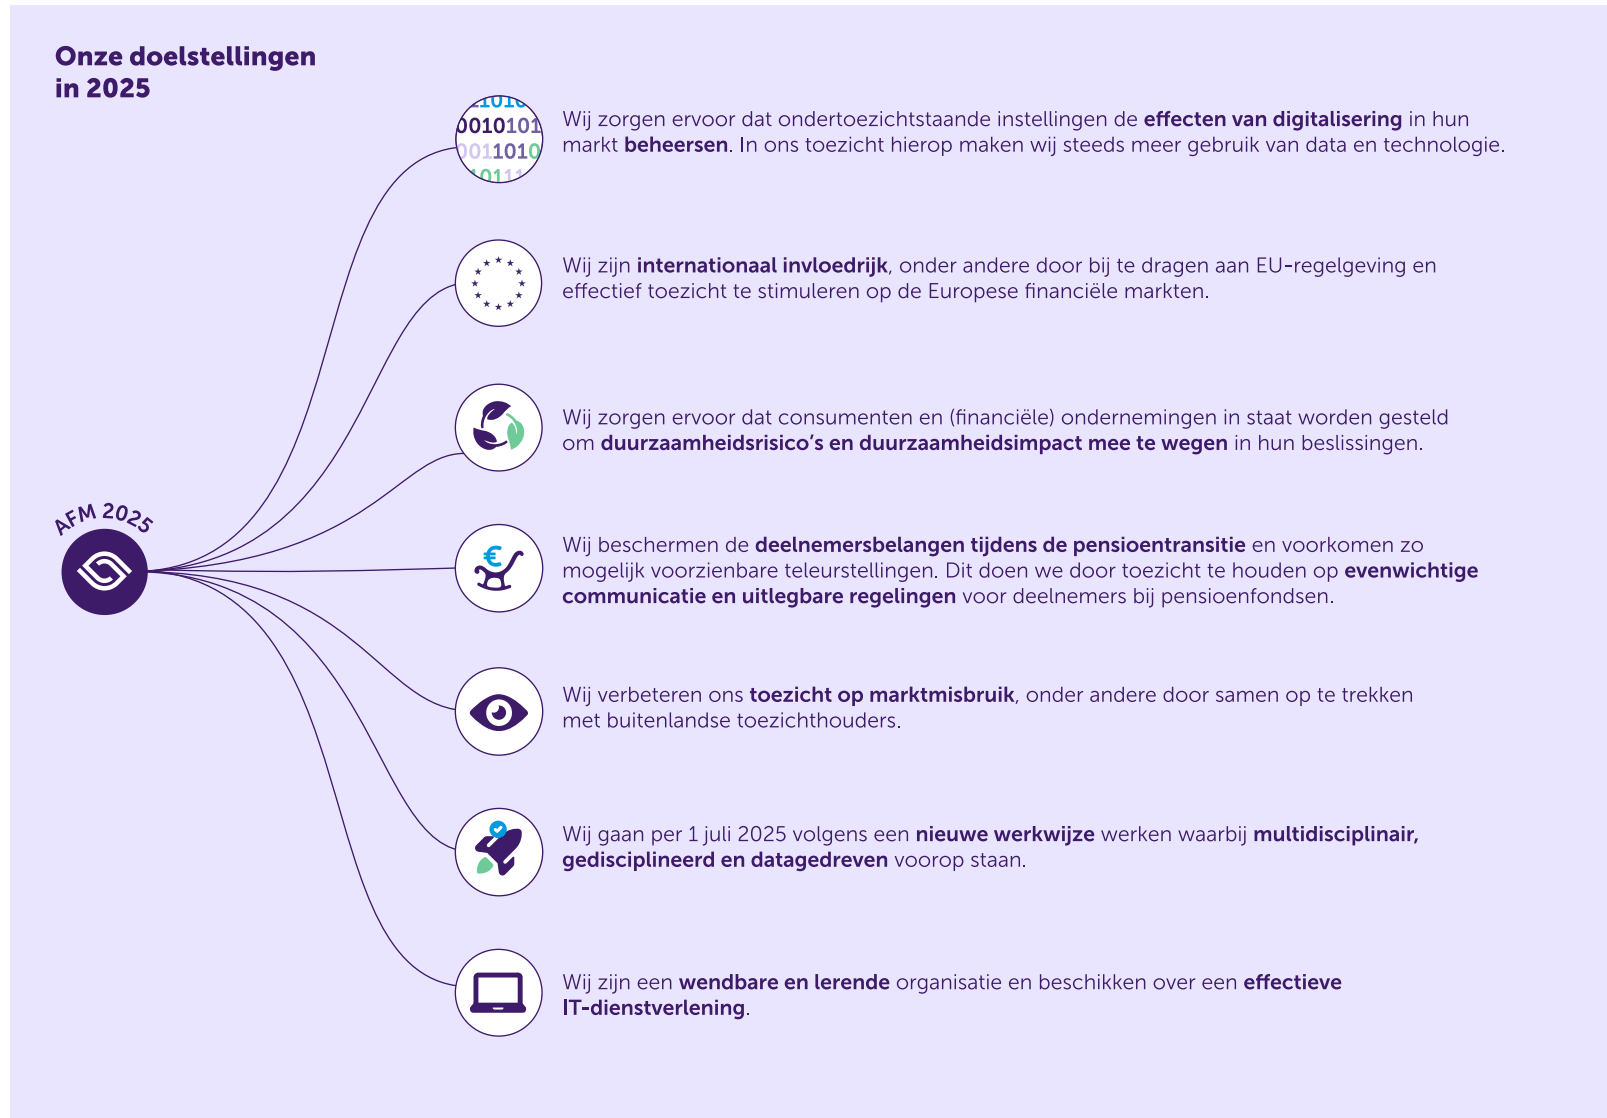 Onze doelstellingen
in 2025
Wij zorgen ervoor dat ondertoezichtstaande instellingen de effecten van digitalisering in hun
markt beheersen. In ons toezicht hierop maken wij steeds meer gebruik van data en technologie.
Wij zijn internationaal invloedrijk, onder andere door bij te dragen aan EU-regelgeving en
effectief toezicht te stimuleren op de Europese financiële markten.
Wij zorgen ervoor dat consumenten en (financiële) ondernemingen in staat worden gesteld
om duurzaamheidsrisico's en duurzaamheidsimpact mee te wegen in hun beslissingen.
AFM 2025
Wij beschermen de deelnemersbelangen tijdens de pensioentransitie en voorkomen zo
mogelijk voorzienbare teleurstellingen. Dit doen we door toezicht te houden op evenwichtige
communicatie en uitlegbare regelingen voor deelnemers bij pensioenfondsen.
Wij verbeteren ons toezicht op marktmisbruik, onder andere door samen op te trekken
met buitenlandse toezichthouders.
Wij gaan per 1 juli 2025 volgens een nieuwe werkwijze werken waarbij multidisciplinair,
gedisciplineerd en datagedreven voorop staan.
Wij zijn een wendbare en lerende organisatie en beschikken over een effectieve
IT-dienstverlening.